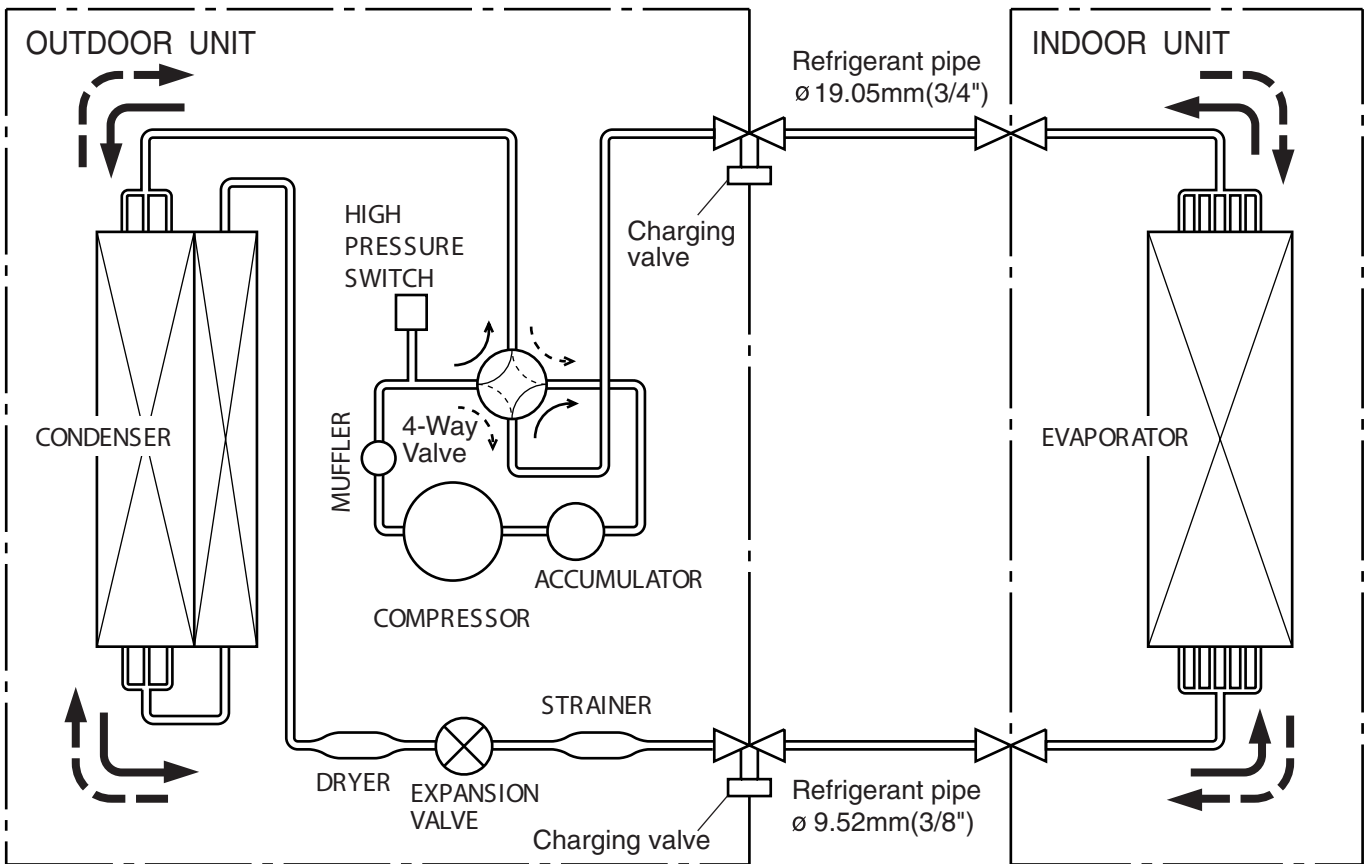 OUTDOOR UNIT
INDOOR UNIT
Refrigerant pipe
ø 19.05mm(3/4")
HIGH
PRESSURE
SWITCH
Charging
valve
CONDENSER
MUFFLER
4-Way
Valve
EVAPORATOR
ACCUMULATOR
COMPRESSOR
STRAINER
DRYER
EXPANSION
VALVE
Charging valve
Refrigerant pipe
ø 9.52mm(3/8")